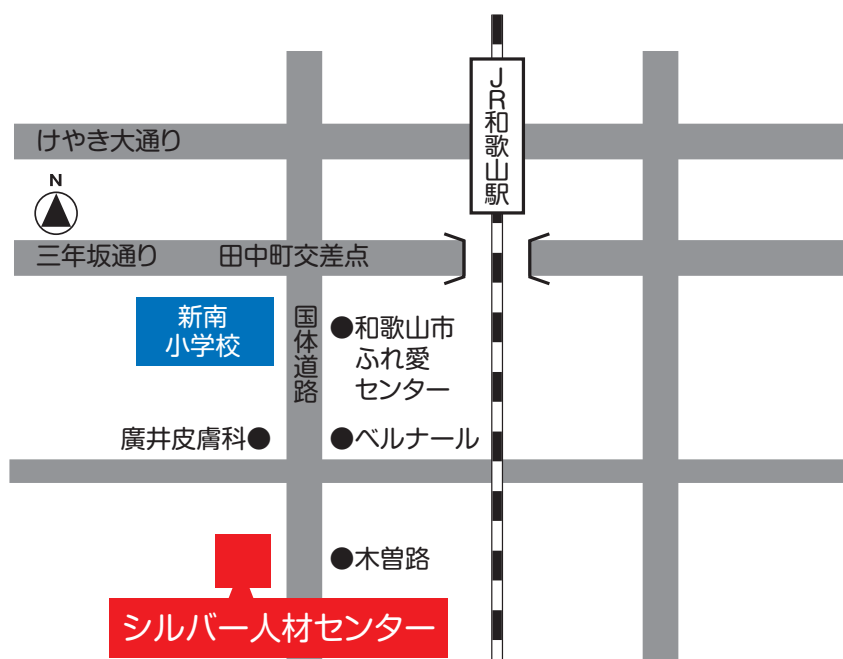 JR和歌山駅
けやき大通り
N
三年坂通り
田中町交差点
新南
小学校
国体道路
●和歌山市
ふれ愛
センター
廣井皮膚科●
●ベルナール
●木曽路
シルバー人材センター